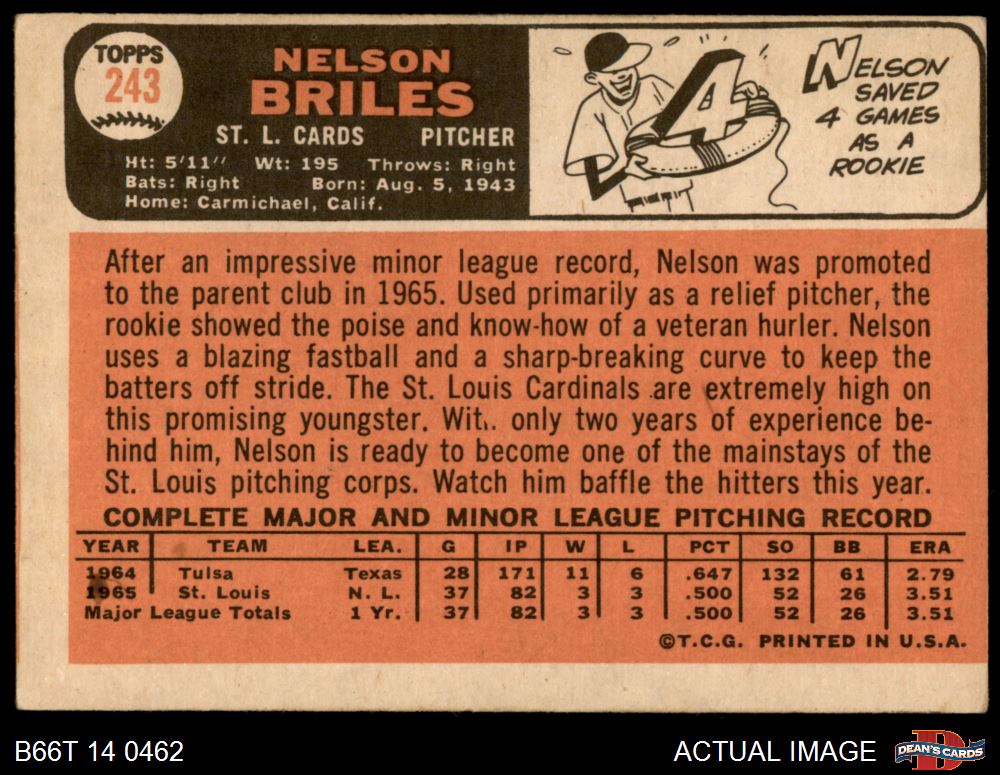 TOPPS
243
NELSON
BRILES
ST. L. CARDS PITCHER
Ht: 5'11" Wt: 195 Throws: Right
Bats: Right Born: Aug. 5, 1943
Home: Carmichael, Calif.
4
NELSON
SAVED
4 GAMES
AS A
ROOKIE
After an impressive minor league record, Nelson was promoted
to the parent club in 1965. Used primarily as a relief pitcher, the
rookie showed the poise and know-how of a veteran hurler. Nelson
uses a blazing fastball and a sharp-breaking curve to keep the
batters off stride. The St. Louis Cardinals are extremely high on
this promising youngster. With only two years of experience be-
hind him, Nelson is ready to become one of the mainstays of the
St. Louis pitching corps. Watch him baffle the hitters this year.
COMPLETE MAJOR AND MINOR LEAGUE PITCHING RECORD
YEAR TEAM LEA. G IP W L PCT SO BB ERA
1964 Tulsa Texas 28 171 11 6 .647 132 61 2.79
1965 St. Louis N. L. 37 82 3 3 .500 52 26 3.51
Major League Totals 1 Yr. 37 82 3 3 .500 52 26 3.51
©T.C.G. PRINTED IN U.S.A.
B66T 14 0462
ACTUAL IMAGE
DEAN'S CARDS